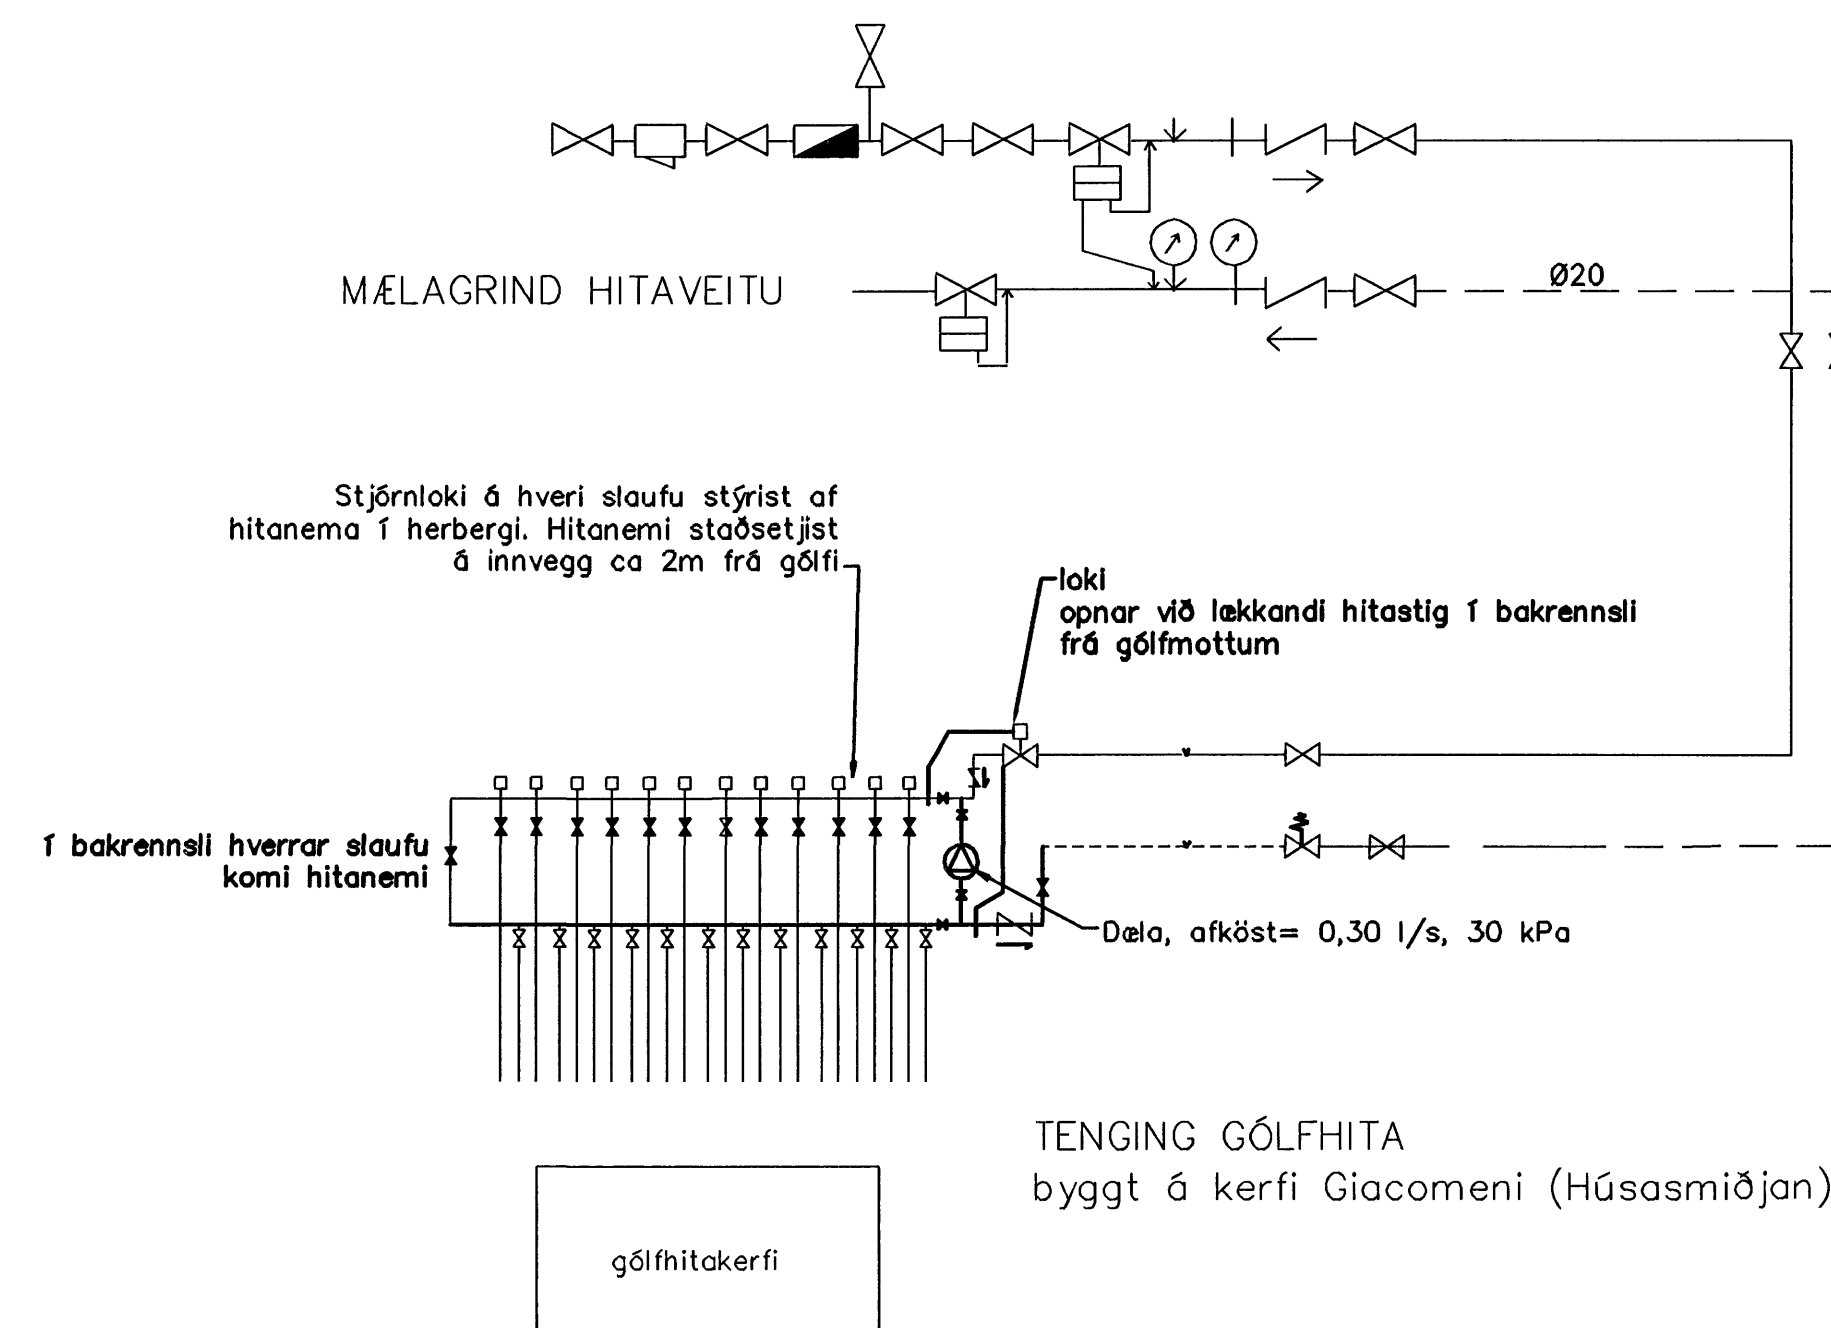 Ø20
MÆLAGRIND HITAVEITU
Stjórnloki á hveri slaufu stýrist af
hitanema í herbergi. Hitanemi staðsetjist
á innvegg ca 2m frá gólfi
loki
opnar við lækkandi hitastig í bakrennsli
frá gólfmottum
í bakrennsli hverrar slaufu
komi hitanemi
Dæla, afköst= 0,30 l/s, 30 kPa
TENGING GÓLFHITA
byggt á kerfi Giacomeni (Húsasmiðjan)
gólfhitakerfi